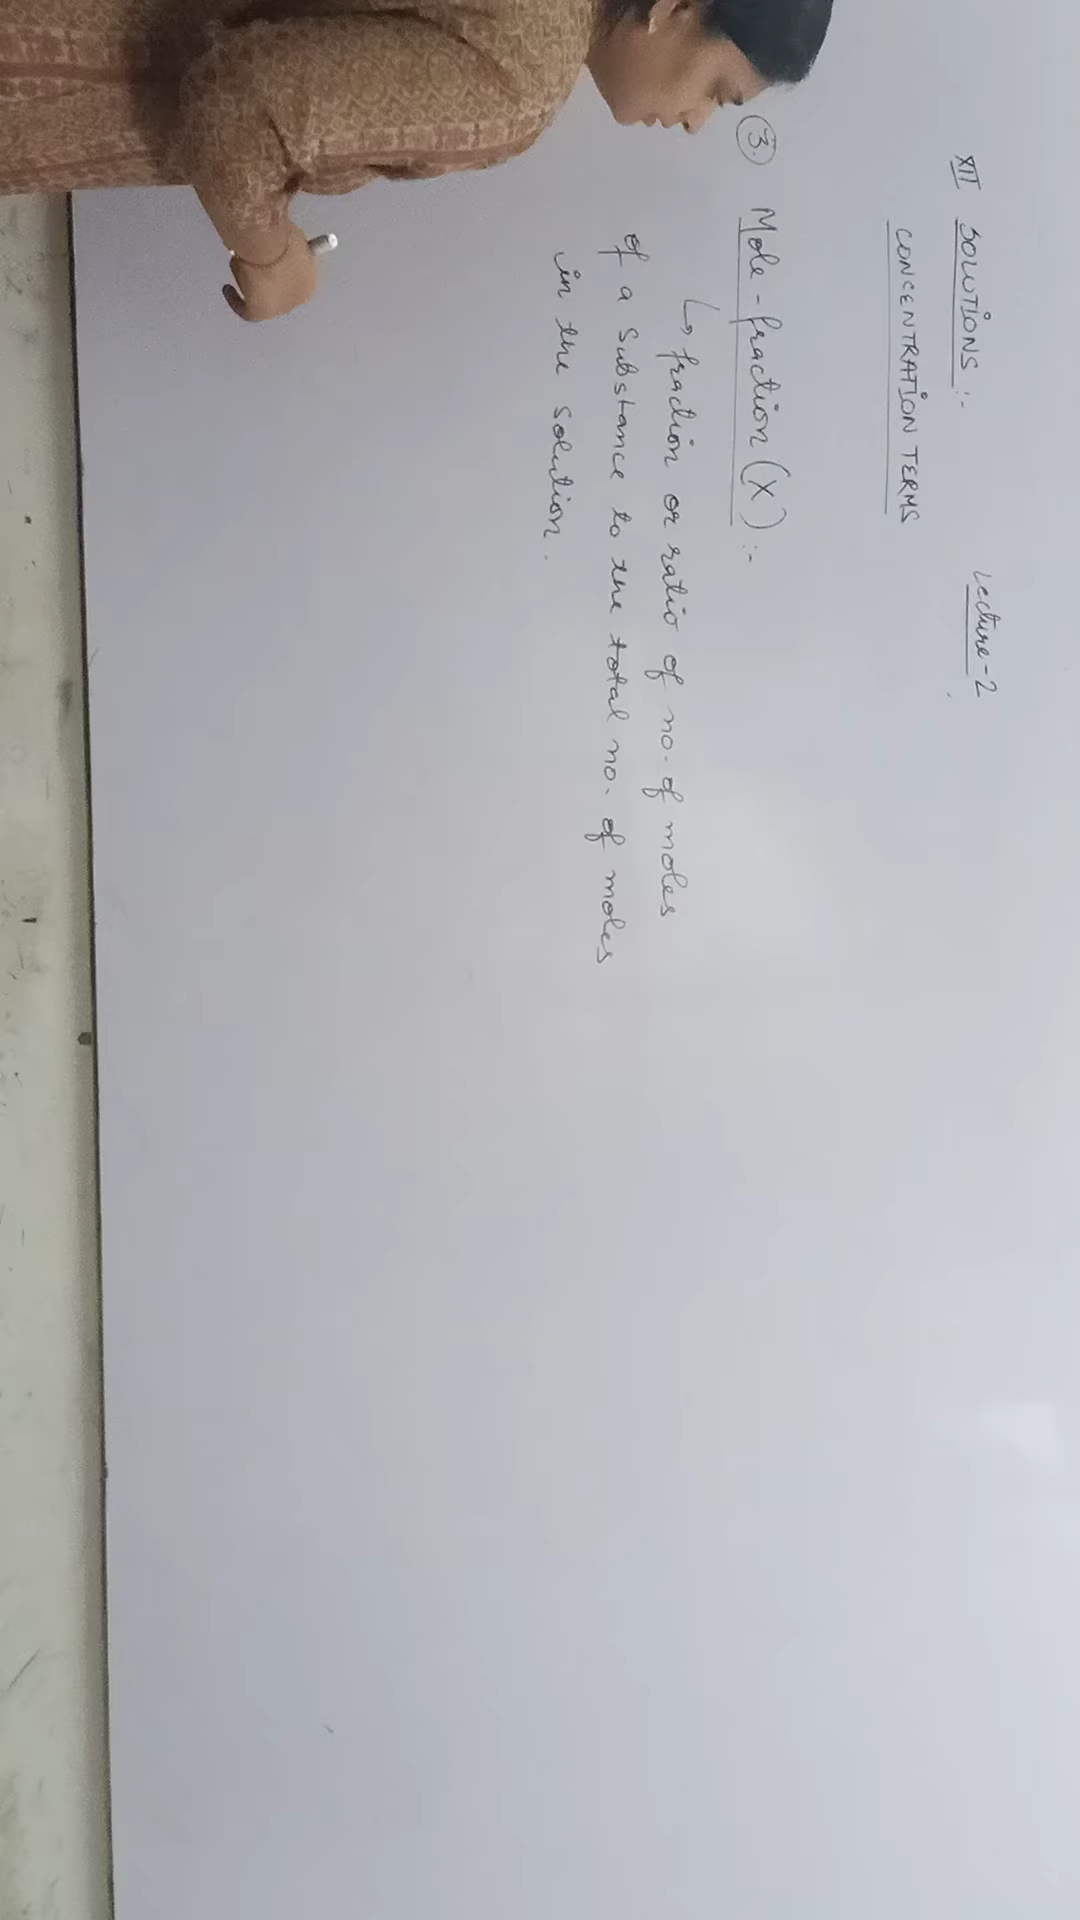 XII SOLUTIONS :- Lecture-2
CONCENTRATION TERMS
3. Mole-fraction (X) :-
↳ fraction or ratio of no. of moles
of a substance to the total no. of moles
in the solution.